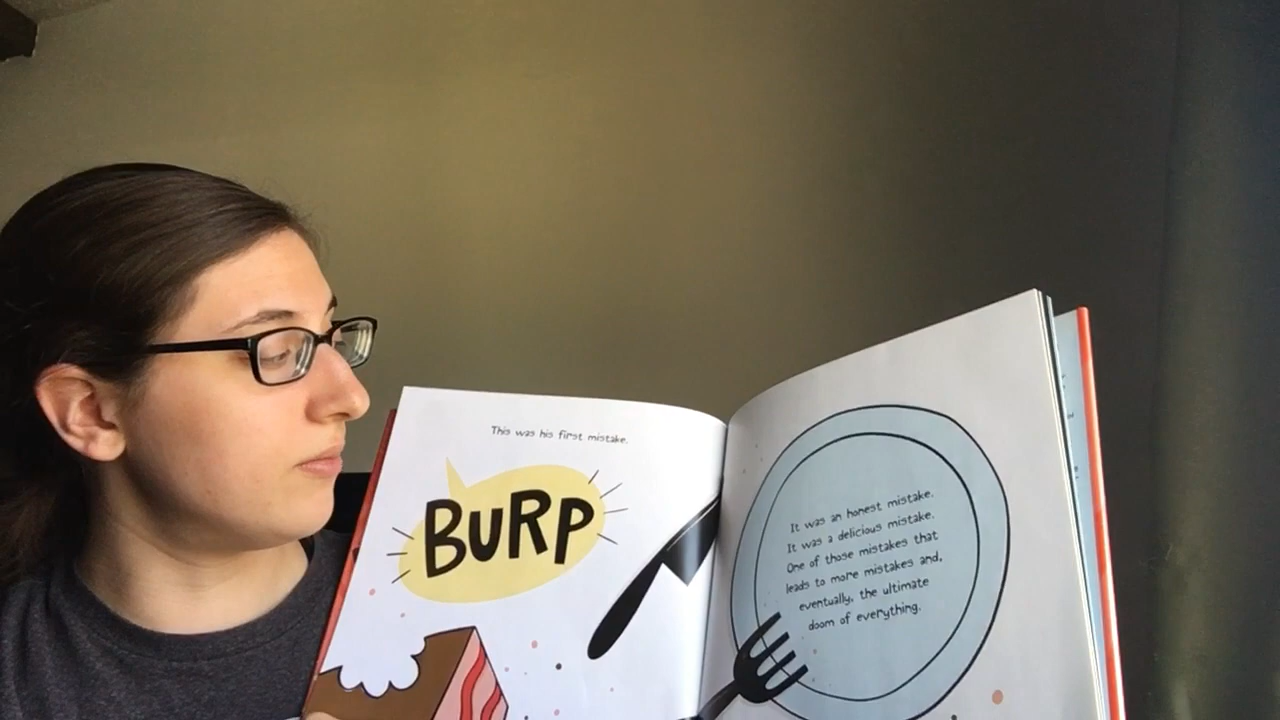 This was his first mistake.
BURP
It was an honest mistake.
It was a delicious mistake.
One of those mistakes that
leads to more mistakes and,
eventually, the ultimate
doom of everything.